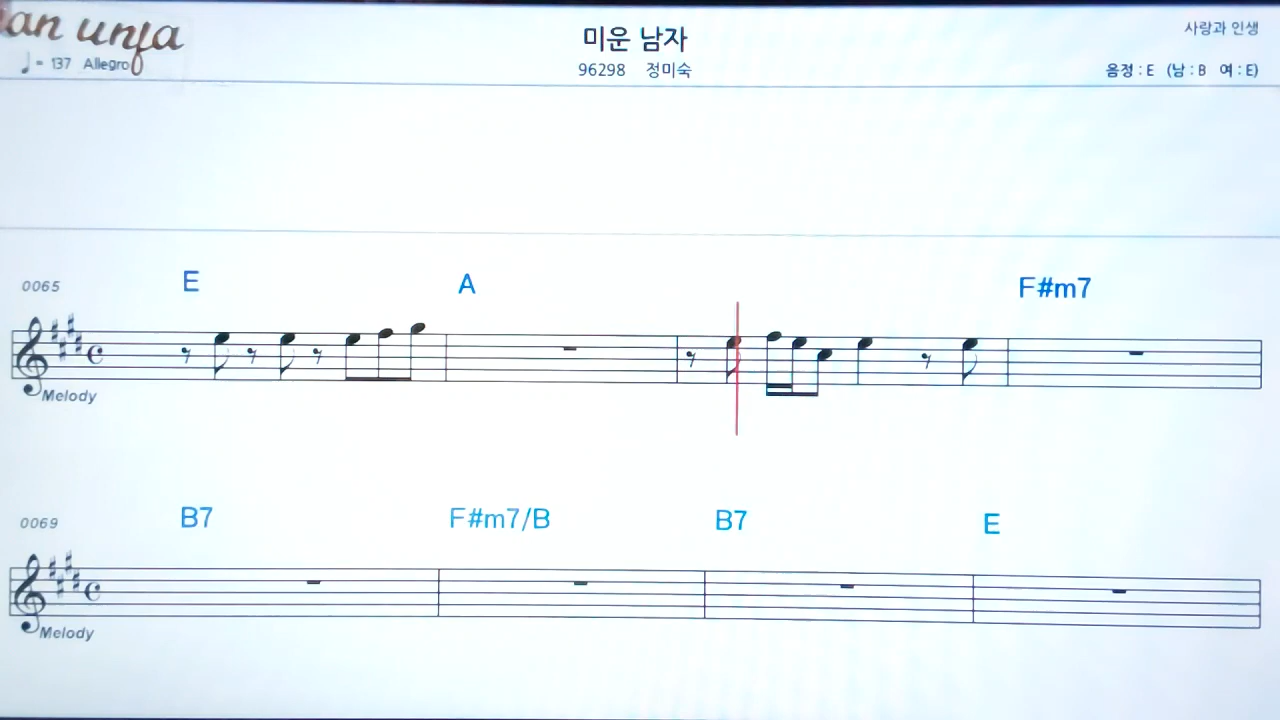 an unfa
미운 남자
사랑과 인생
♩= 137 Allegro
96298 정미숙
음정 : E (남 : B 여 : E)
0065 E A F#m7
Melody
0069 B7 F#m7/B B7 E
Melody